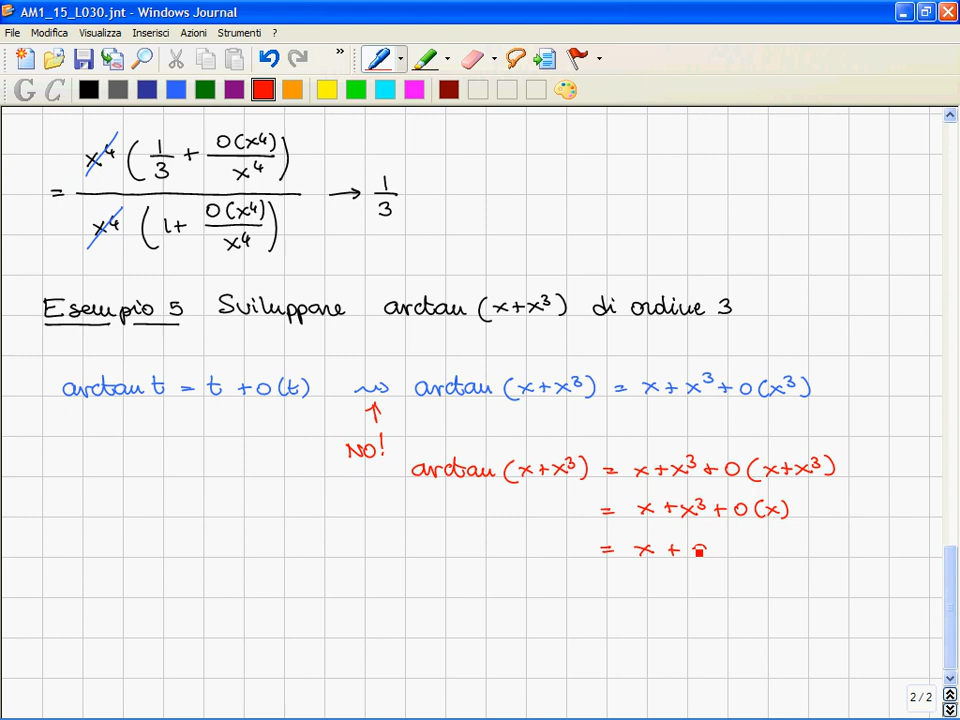 AM1_15_L030.jnt - Windows Journal
File Modifica Visualizza Inserisci Azioni Strumenti ?
= x⁴ (1/3 + o(x⁴)/x⁴) / x⁴ (1+ o(x⁴)/x⁴) → 1/3
Esempio 5 Sviluppare arctan (x+x³) di ordine 3
arctan t = t + o(t) ⇝ arctan (x+x³) = x + x³ + o(x³)
↑
NO!
arctan (x+x³) = x+x³ + o(x+x³)
= x + x³ + o(x)
= x +
2 / 2